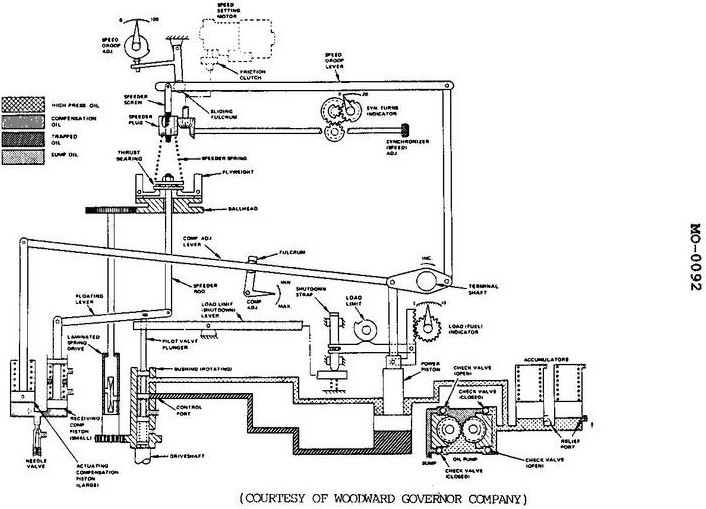 SPEED
SETTING
MOTOR
0
100
SPEED
DROOP
ADJ.
FRICTION
CLUTCH
SPEED
DROOP
LEVER
HIGH PRESS OIL
COMPENSATION
OIL
TRAPPED
OIL
SUMP OIL
SPEEDER
SCREW
SLIDING
FULCRUM
SPEEDER
PLUG
0
20
SYN. TURNS
INDICATOR
SYNCHRONIZER
(SPEED)
ADJ
THRUST
BEARING
SPEEDER SPRING
FLYWEIGHT
BALLHEAD
COMP ADJ
LEVER
FULCRUM
INC.
TERMINAL
SHAFT
MIN
MAX.
COMP
ADJ.
SPEEDER
ROD
FLOATING
LEVER
LOAD LIMIT
(SHUTDOWN)
LEVER
SHUTDOWN
STRAP
LOAD
LIMIT
10
LOAD (FUEL)
INDICATOR
LAMINATED
SPRING
DRIVE
PILOT VALVE
PLUNGER
BUSHING (ROTATING)
POWER
PISTON
CHECK VALVE
(OPEN)
ACCUMULATORS
CHECK VALVE
(CLOSED)
CONTROL
PORT
RECEIVING
COMP
PISTON
(SMALL)
NEEDLE
VALVE
ACTUATING
COMPENSATION
PISTON
(LARGE)
DRIVESHAFT
SUMP
OIL PUMP
CHECK VALVE
(CLOSED)
CHECK VALVE
(OPEN)
RELIEF
PORT
(COURTESY OF WOODWARD GOVERNOR COMPANY)
MO-0092